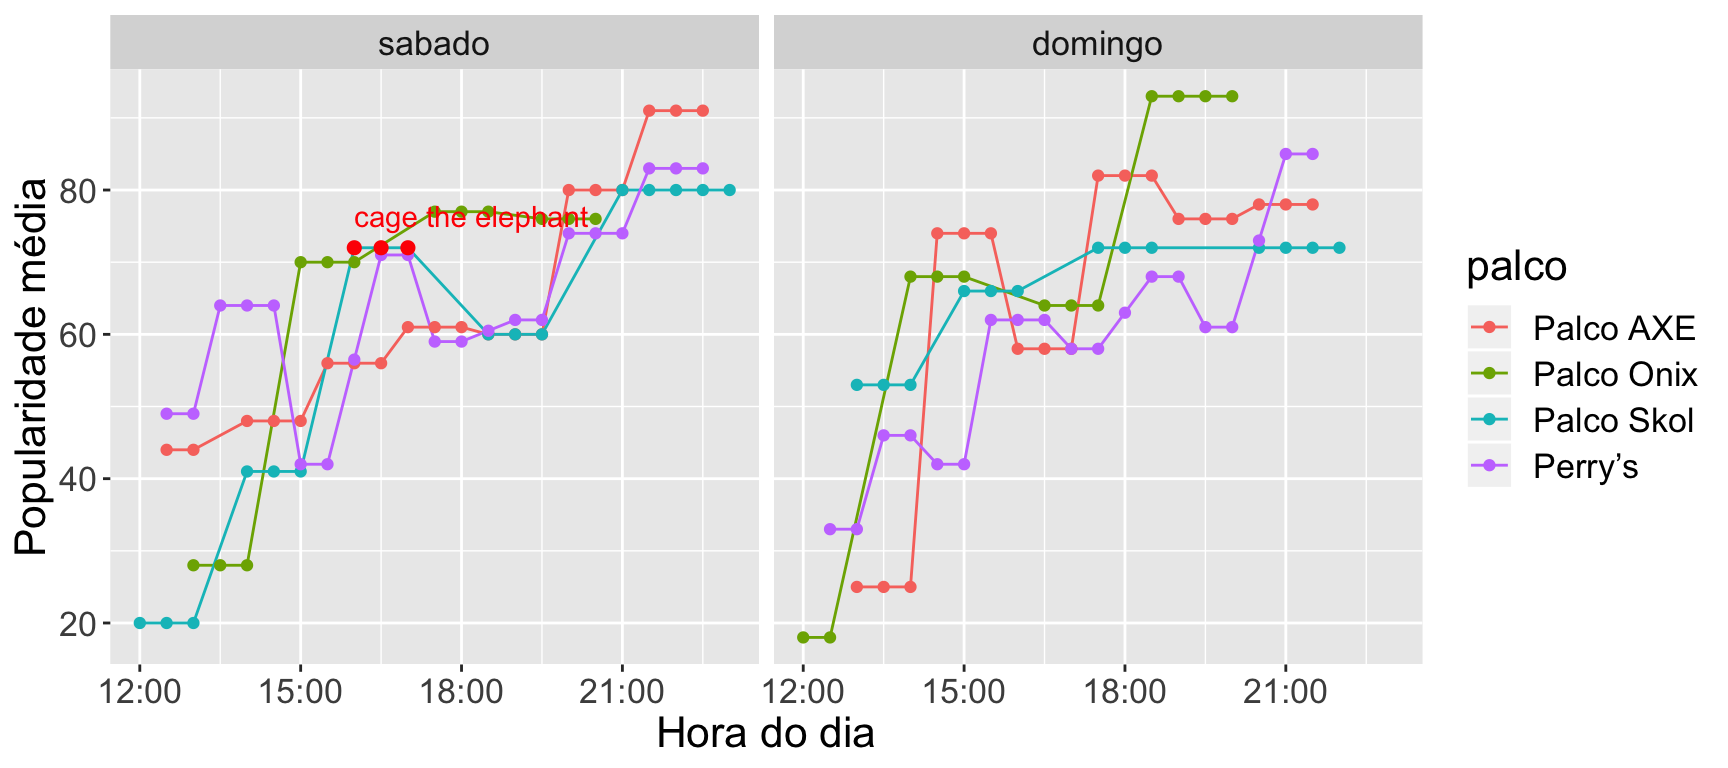 sabado
domingo
Popularidade média
80
60
40
20
cage the elephant
12:00
15:00
18:00
21:00
12:00
15:00
18:00
21:00
Hora do dia
palco
Palco AXE
Palco Onix
Palco Skol
Perry’s